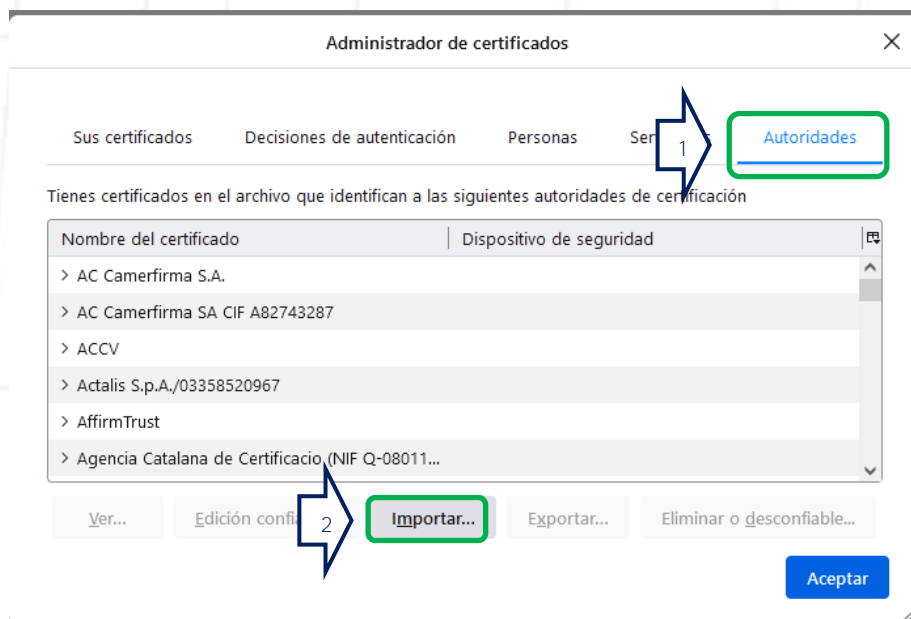 Administrador de certificados
Sus certificados Decisiones de autenticación Personas 1 Autoridades
Tienes certificados en el archivo que identifican a las siguientes autoridades de certificación
Nombre del certificado Dispositivo de seguridad
> AC Camerfirma S.A.
> AC Camerfirma SA CIF A82743287
> ACCV
> Actalis S.p.A./03358520967
> AffirmTrust
> Agencia Catalana de Certificacio (NIF Q-08011...
Ver... Edición 2 Importar... Exportar... Eliminar o desconfiable...
Aceptar